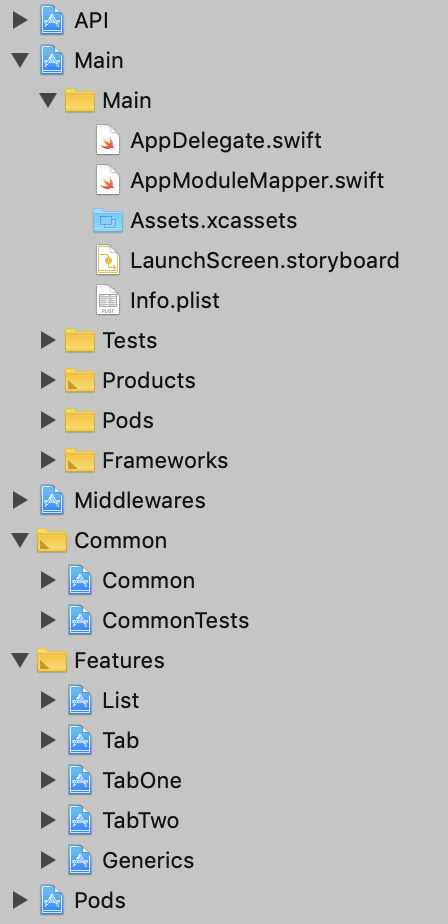 API
Main
Main
AppDelegate.swift
AppModuleMapper.swift
Assets.xcassets
LaunchScreen.storyboard
Info.plist
Tests
Products
Pods
Frameworks
Middlewares
Common
Common
CommonTests
Features
List
Tab
TabOne
TabTwo
Generics
Pods